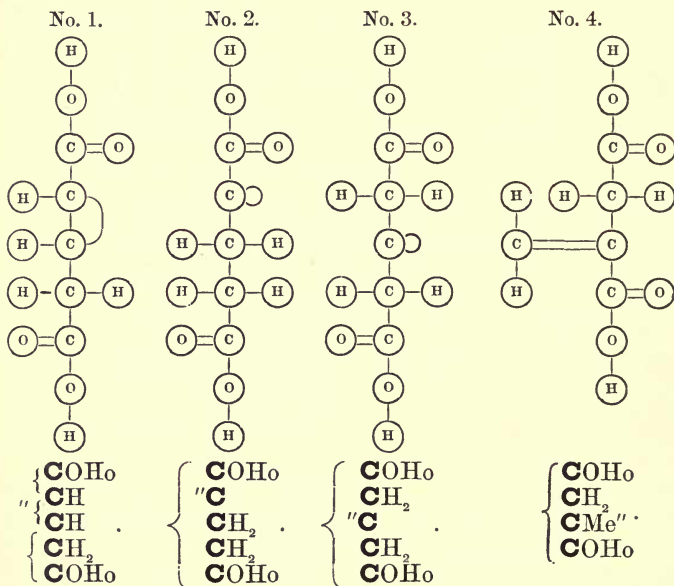 No. 1. No. 2. No. 3. No. 4.
H H H H
O O O O
C O C O C O C O
H C C H C H H H C H
H C H C H C C C
H C H H C H H C H H C O
O C O C O C O
O O O H
H H H
COHo COHo COHo COHo
CH "C CH₂ CH₂
" CH . CH₂ . "C . CMe" .
CH₂ CH₂ CH₂ COHo
COHo COHo COHo